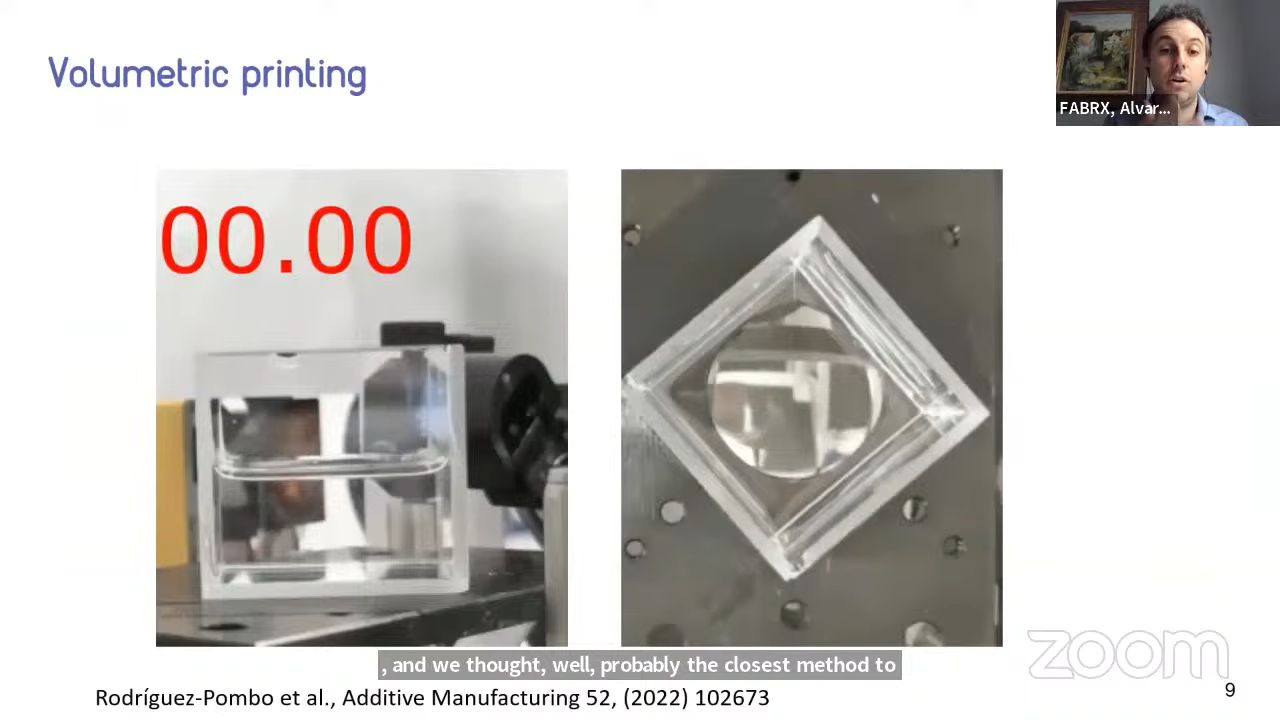 Volumetric printing
FABRX, Alvar...
00.00
, and we thought, well, probably the closest method to
zoom
Rodríguez-Pombo et al., Additive Manufacturing 52, (2022) 102673
9